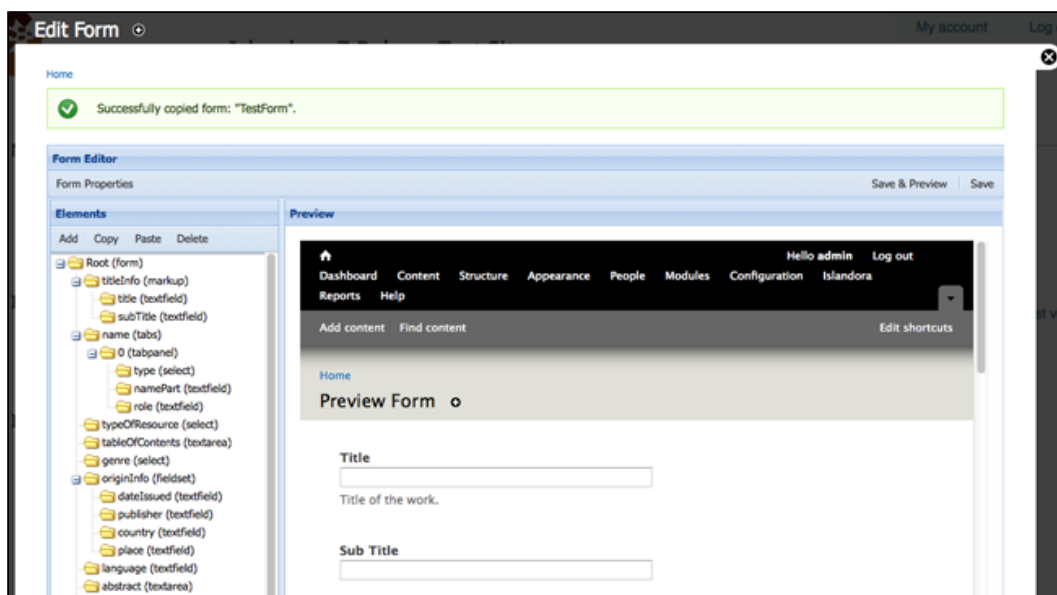 Edit Form
My account Log
Home
Successfully copied form: "TestForm".
Form Editor
Form Properties Save & Preview Save
Elements
Add Copy Paste Delete
Root (form)
titleInfo (markup)
title (textfield)
subTitle (textfield)
name (tabs)
0 (tabpanel)
type (select)
namePart (textfield)
role (textfield)
typeOfResource (select)
tableOfContents (textarea)
genre (select)
originInfo (fieldset)
dateIssued (textfield)
publisher (textfield)
country (textfield)
place (textfield)
language (textfield)
abstract (textarea)
Preview
Hello admin Log out
Dashboard Content Structure Appearance People Modules Configuration Islandora
Reports Help
Add content Find content Edit shortcuts
Home
Preview Form
Title
Title of the work.
Sub Title